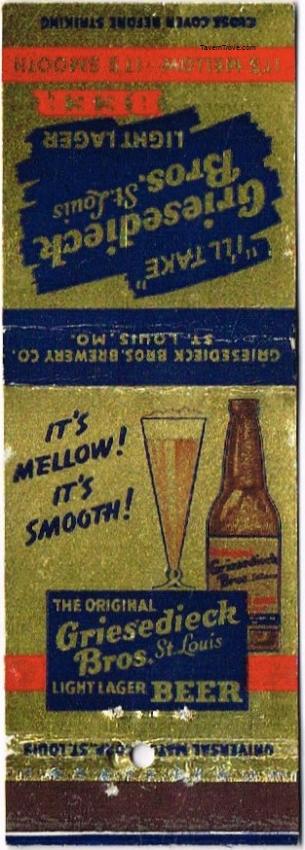 CLOSE COVER BEFORE STRIKING
TavernTrove.com
IT'S MELLOW - IT'S SMOOTH
"I'LL TAKE"
Griesedieck
Bros. St. Louis
LIGHT LAGER
BEER
GRIESEDIECK BROS. BREWERY CO.
ST. LOUIS, MO.
IT'S
MELLOW!
IT'S
SMOOTH!
Griesedieck
Bros.
THE ORIGINAL
Griesedieck
Bros. St. Louis
LIGHT LAGER BEER
UNIVERSAL CORP. ST. LOUIS